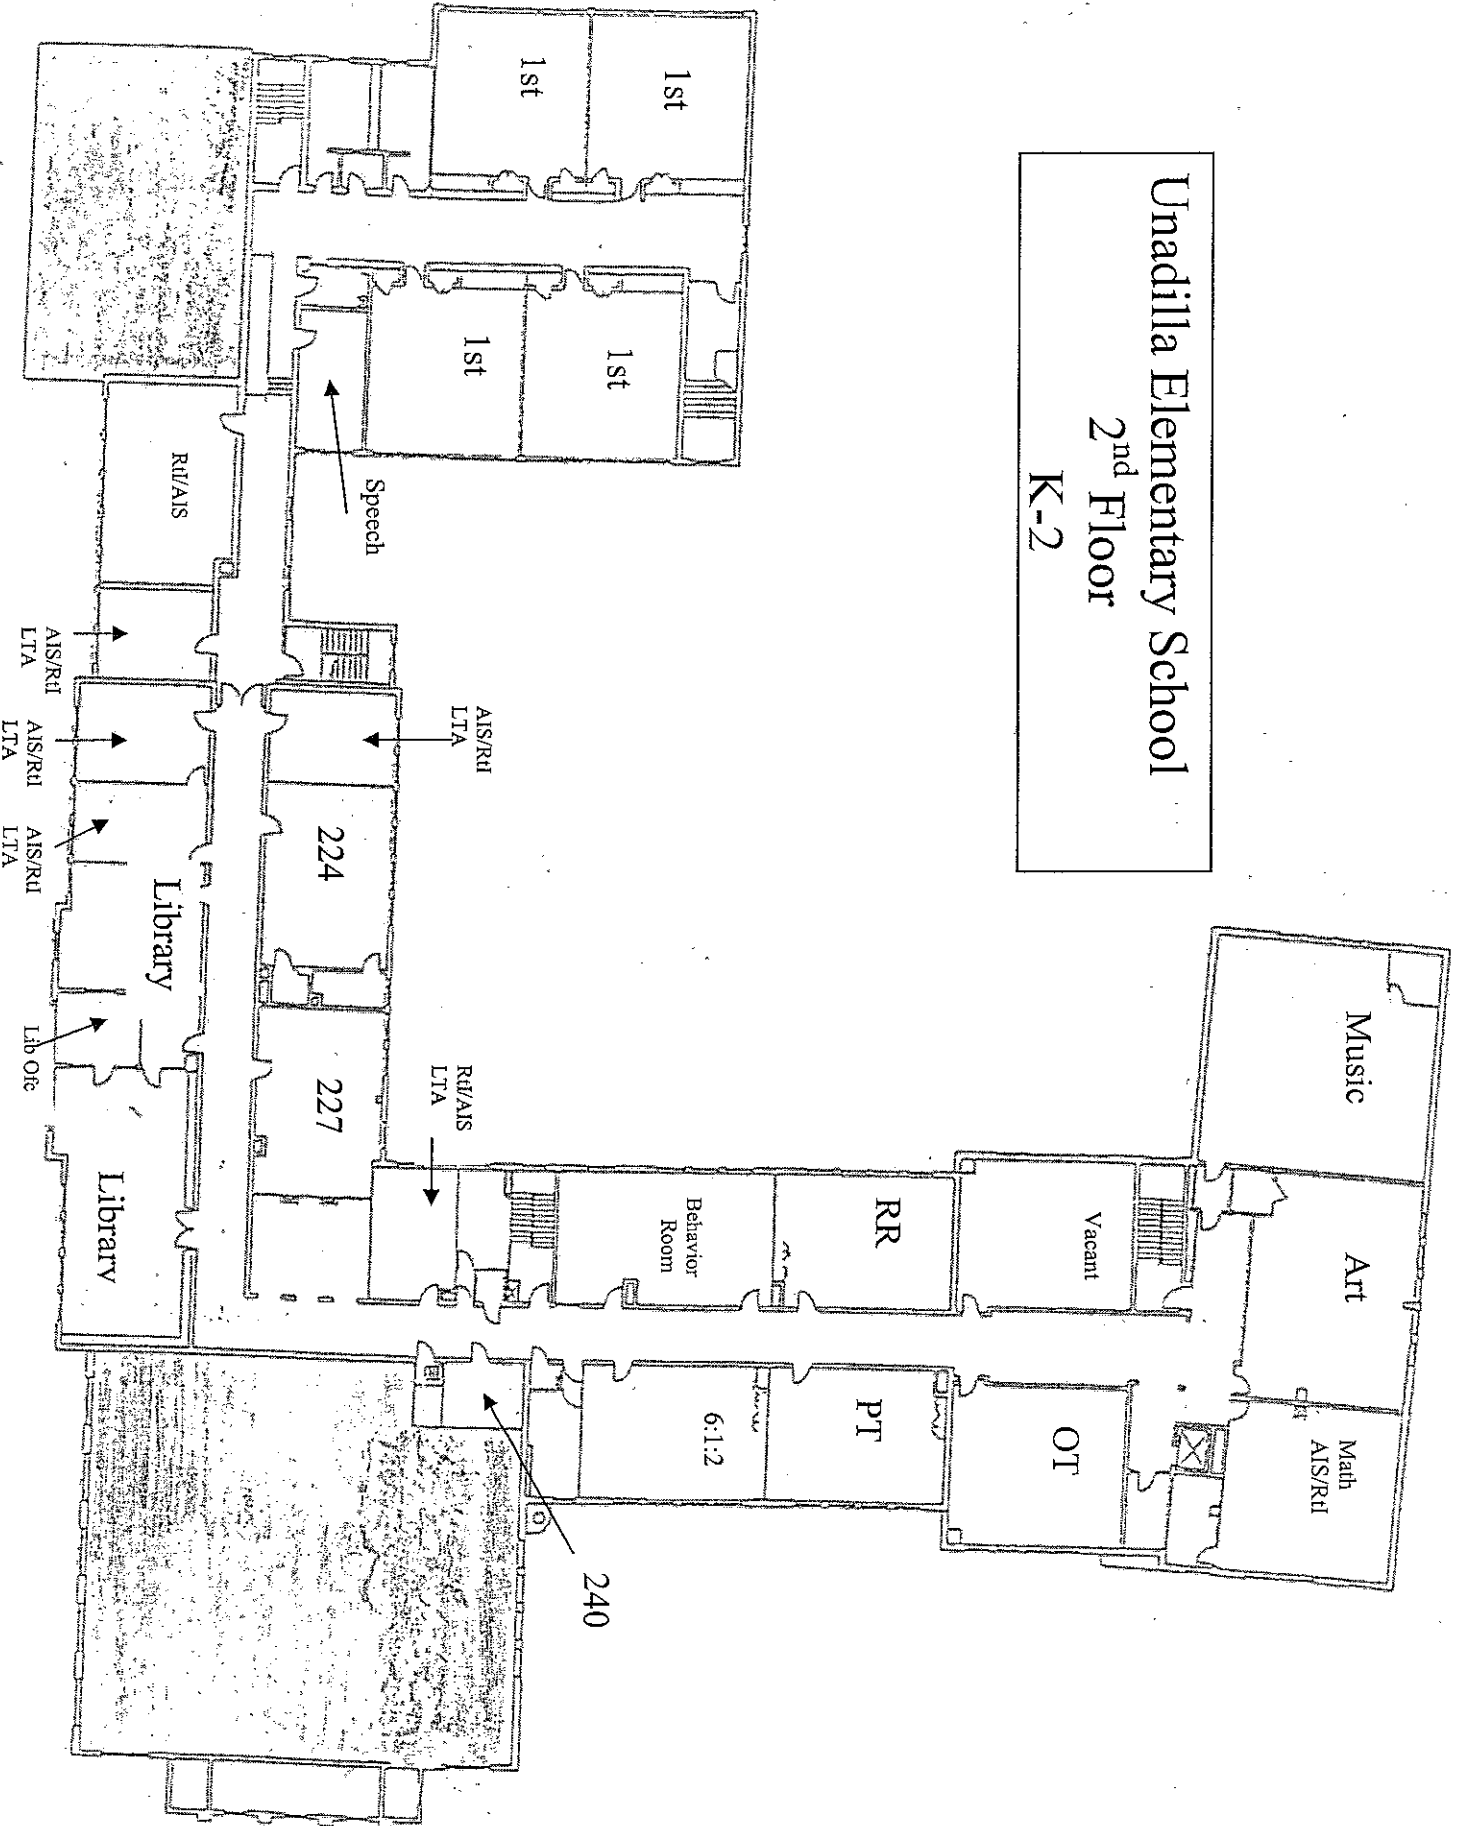 Unadilla Elementary School
2nd Floor
K-2
Music
Art
Math
AIS/RtI
Vacant
OT
RR
PT
Behavior
Room
6:1:2
240
RtI/AIS
LTA
1st
1st
1st
1st
Speech
AIS/RtI
LTA
224
227
RtI/AIS
Library
Library
AIS/RtI
LTA
AIS/RtI
LTA
AIS/RtI
LTA
Lib Ofc